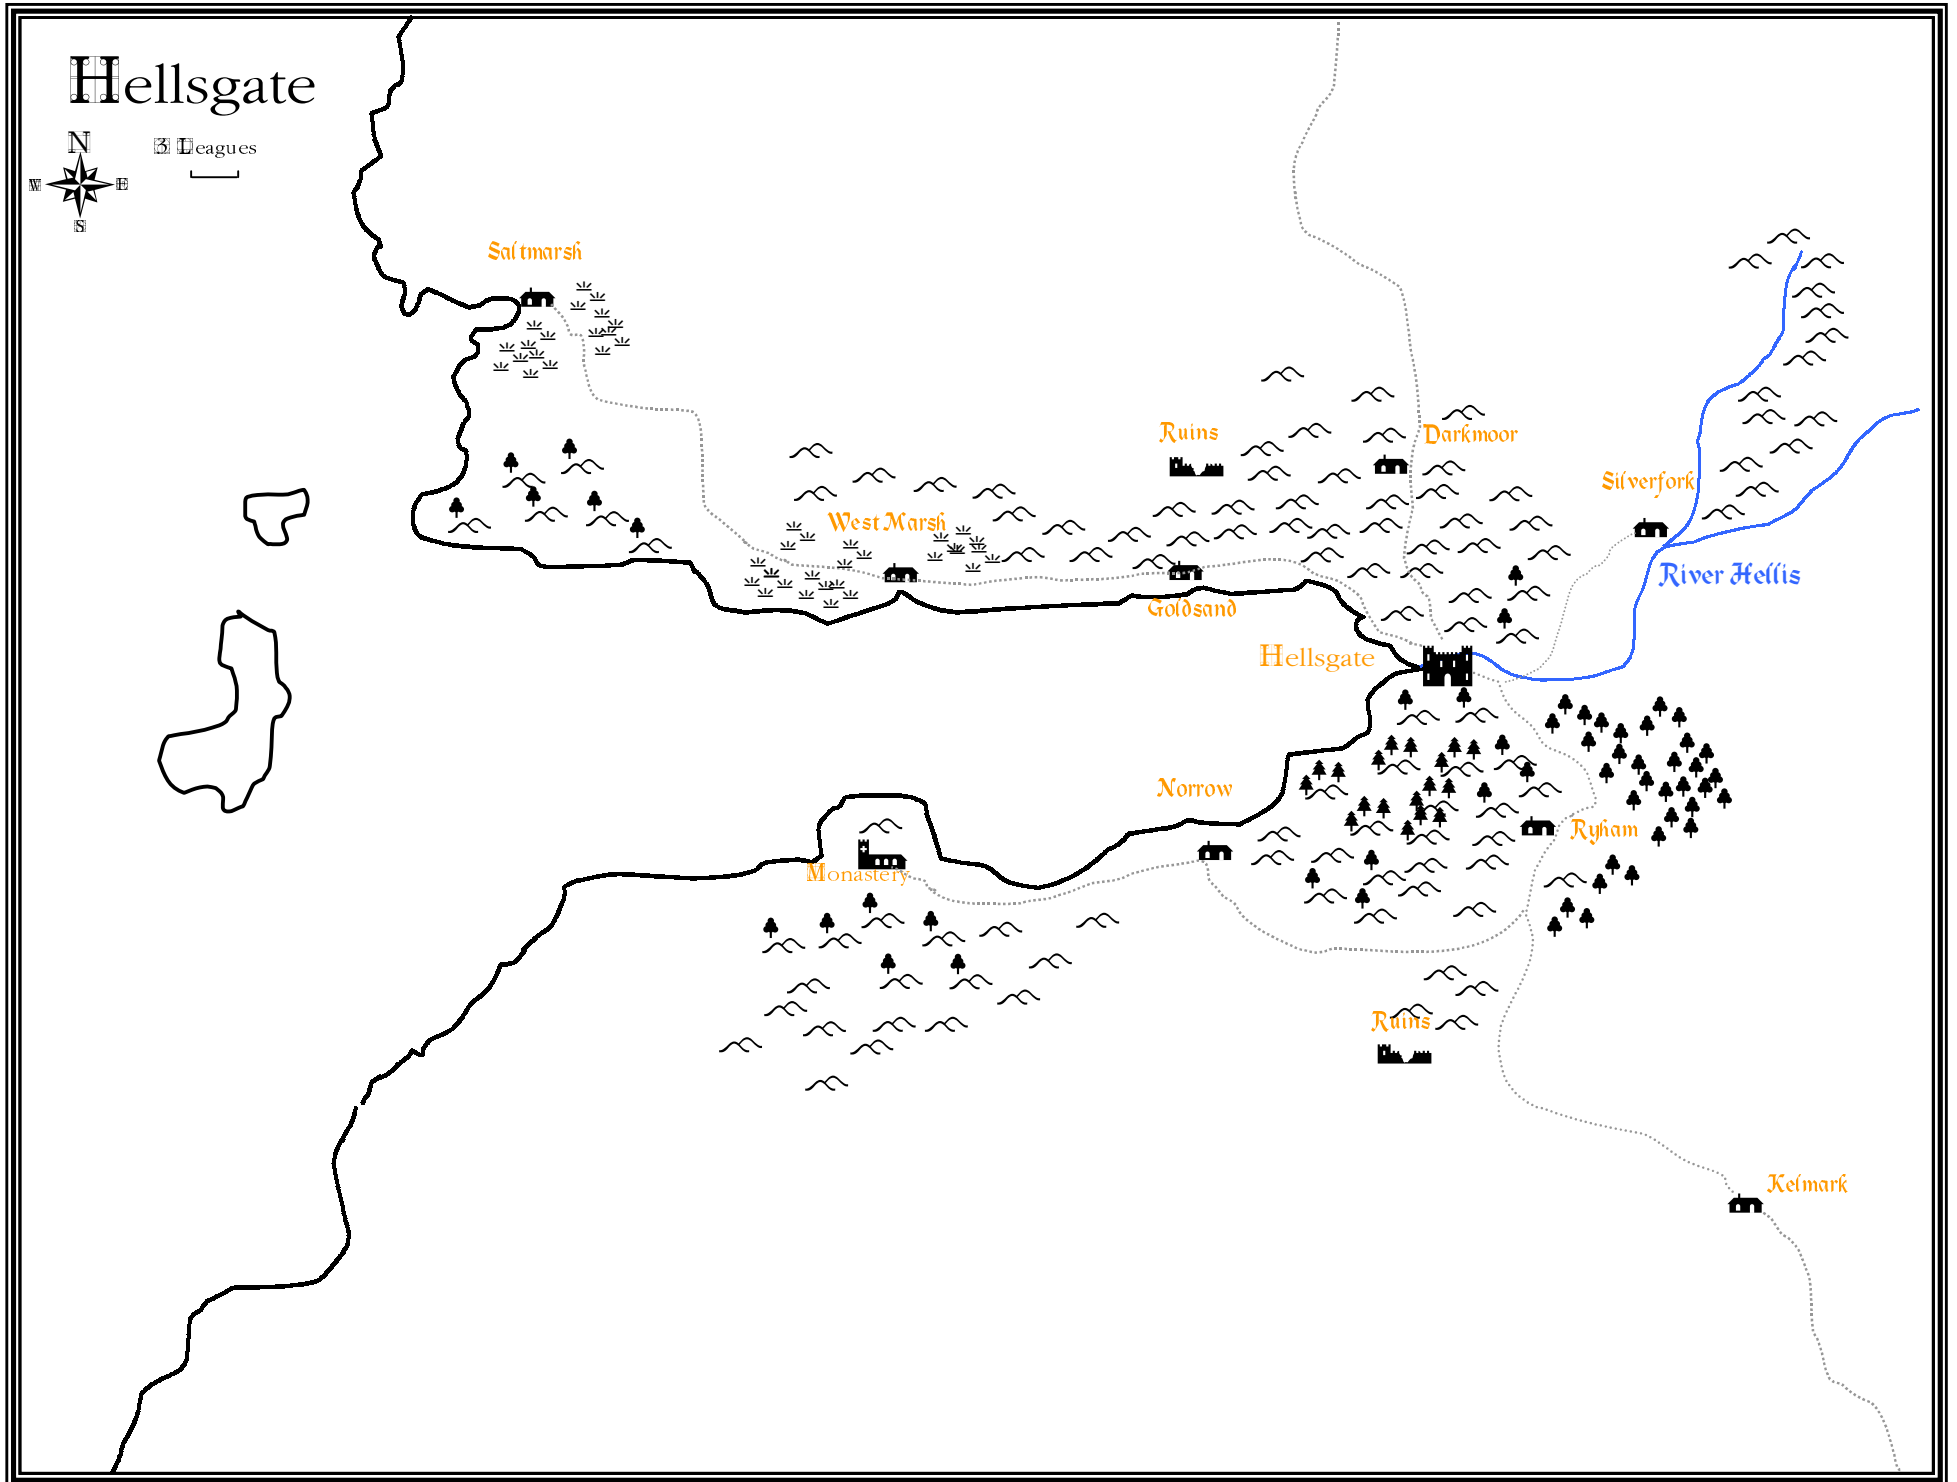 Hellsgate
N
3 Leagues
W E
S
Saltmarsh
Ruins
Darkmoor
Silverfork
West Marsh
River Hellis
Goldsand
Hellsgate
Norrow
Ryham
Monastery
Ruins
Kelmark